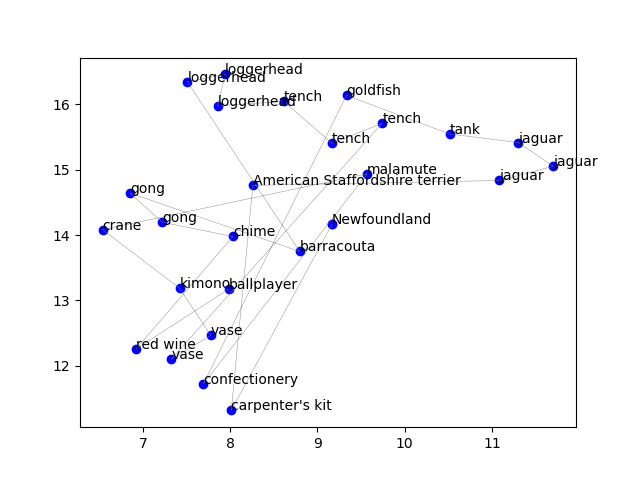 loggerhead
loggerhead
goldfish
tench
loggerhead
16
tench
tank
tench
jaguar
jaguar
15
malamute
jaguar
American Staffordshire terrier
gong
Newfoundland
gong
crane
chime
14
barracouta
kimono
ballplayer
13
vase
red wine
vase
12
confectionery
carpenter's kit
7 8 9 10 11